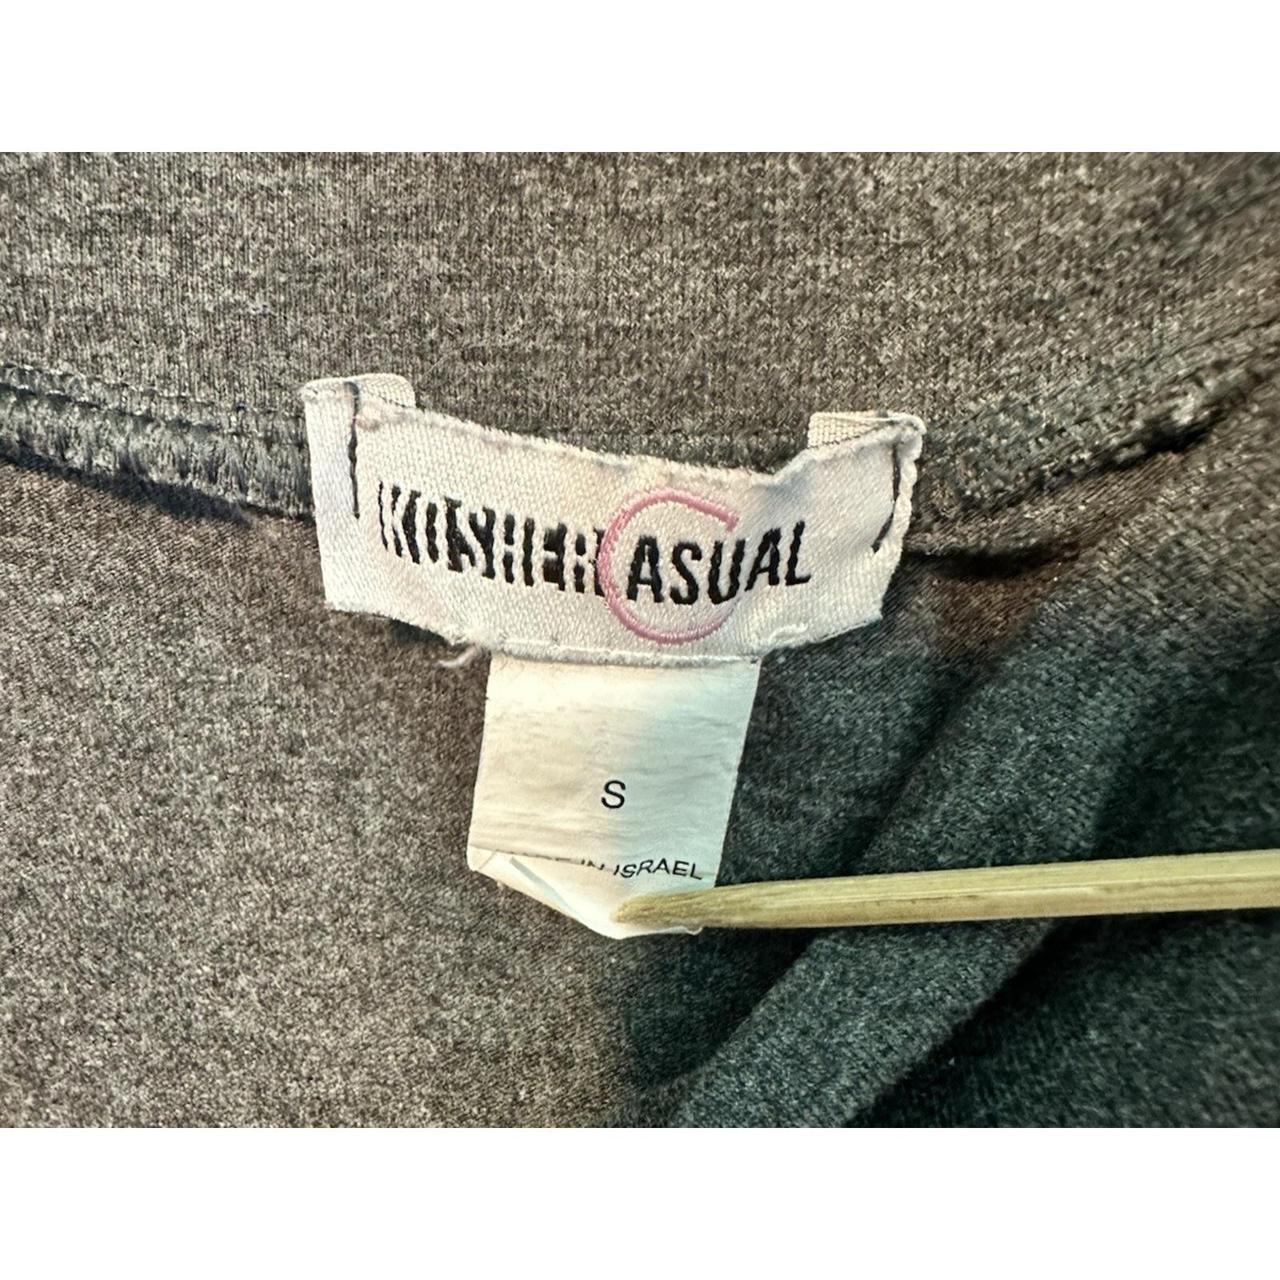 KOSHER CASUAL
S
IN ISRAEL